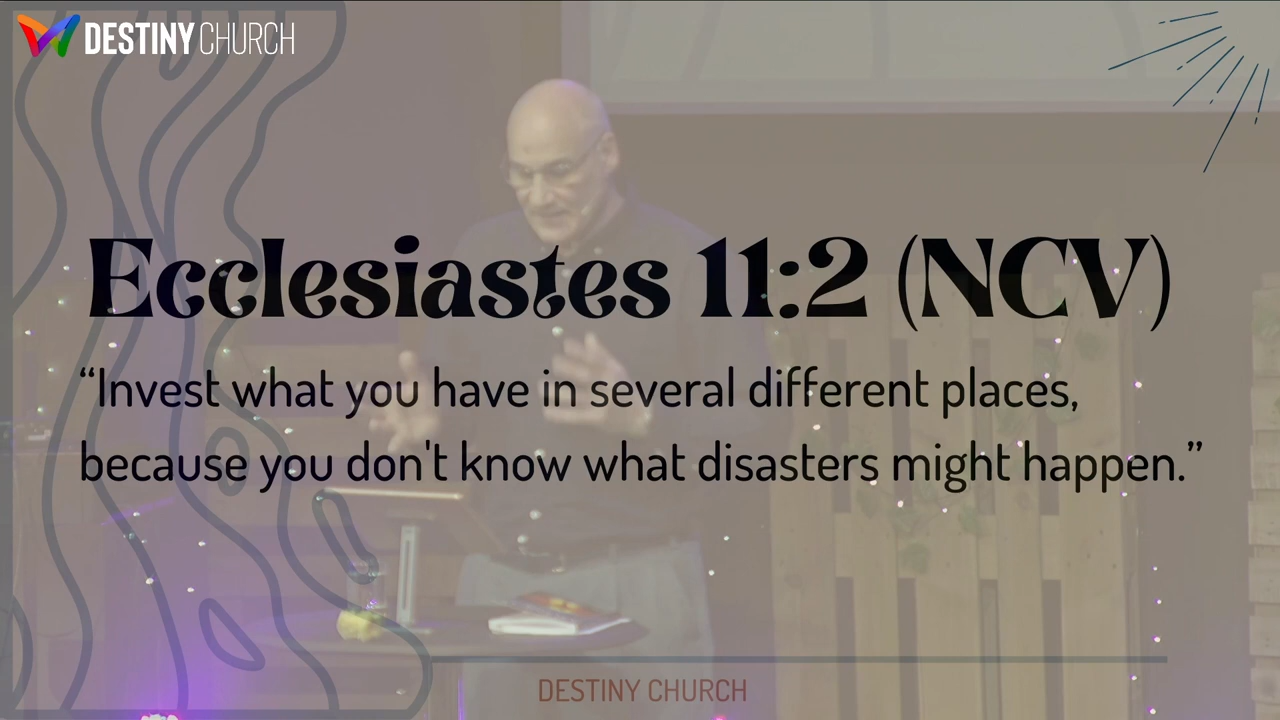 DESTINY CHURCH
Ecclesiastes 11:2 (NCV)
“Invest what you have in several different places,
because you don't know what disasters might happen.”
DESTINY CHURCH